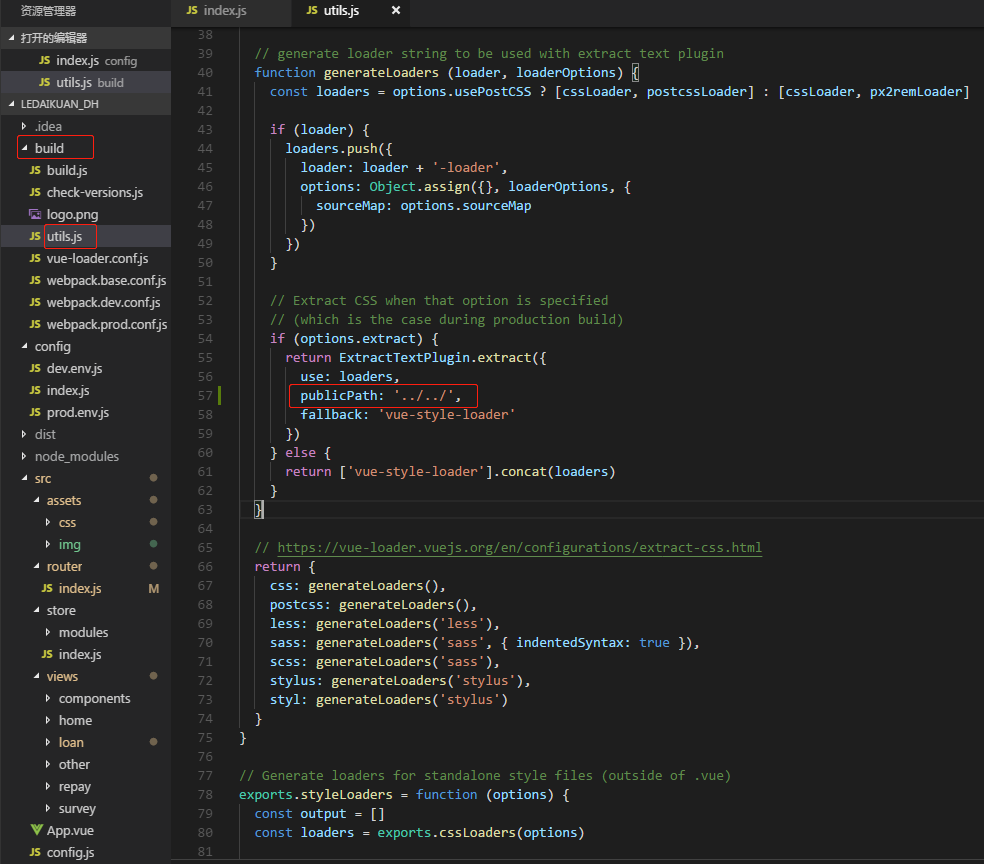 资源管理器
打开的编辑器
JS index.js config
JS utils.js build
LEDAIKUAN_DH
.idea
build
JS build.js
JS check-versions.js
logo.png
JS utils.js
JS vue-loader.conf.js
JS webpack.base.conf.js
JS webpack.dev.conf.js
JS webpack.prod.conf.js
config
JS dev.env.js
JS index.js
JS prod.env.js
dist
node_modules
src
assets
css
img
router
JS index.js M
store
modules
JS index.js
views
components
home
loan
other
repay
survey
App.vue
JS config.js
JS index.js
JS utils.js ×
38
39 // generate loader string to be used with extract text plugin
40 function generateLoaders (loader, loaderOptions) {
41 const loaders = options.usePostCSS ? [cssLoader, postcssLoader] : [cssLoader, px2remLoader]
42
43 if (loader) {
44 loaders.push({
45 loader: loader + '-loader',
46 options: Object.assign({}, loaderOptions, {
47 sourceMap: options.sourceMap
48 })
49 })
50 }
51
52 // Extract CSS when that option is specified
53 // (which is the case during production build)
54 if (options.extract) {
55 return ExtractTextPlugin.extract({
56 use: loaders,
57 publicPath: '../../',
58 fallback: 'vue-style-loader'
59 })
60 } else {
61 return ['vue-style-loader'].concat(loaders)
62 }
63 }
64
65 // https://vue-loader.vuejs.org/en/configurations/extract-css.html
66 return {
67 css: generateLoaders(),
68 postcss: generateLoaders(),
69 less: generateLoaders('less'),
70 sass: generateLoaders('sass', { indentedSyntax: true }),
71 scss: generateLoaders('sass'),
72 stylus: generateLoaders('stylus'),
73 styl: generateLoaders('stylus')
74 }
75 }
76
77 // Generate loaders for standalone style files (outside of .vue)
78 exports.styleLoaders = function (options) {
79 const output = []
80 const loaders = exports.cssLoaders(options)
81